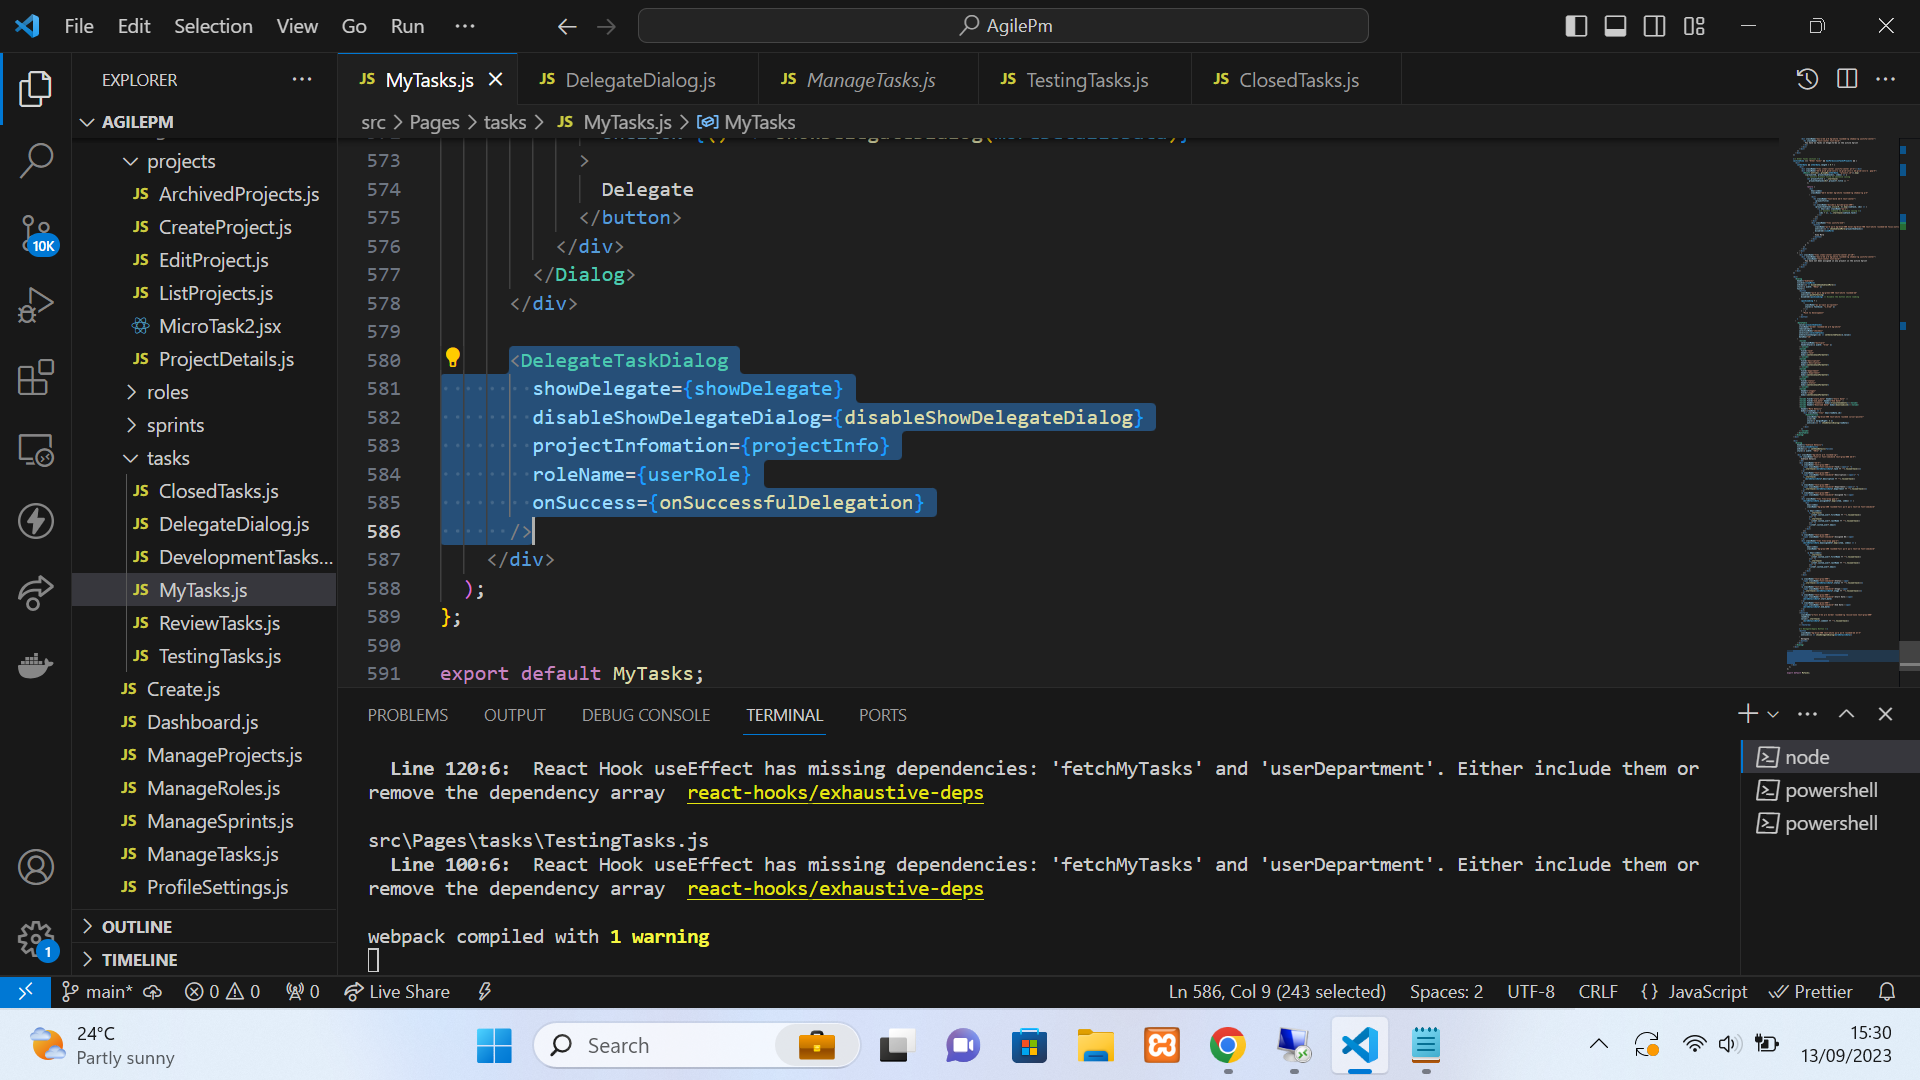 File Edit Selection View Go Run ···
AgilePm
EXPLORER
AGILEPM
projects
JS ArchivedProjects.js
JS CreateProject.js
JS EditProject.js
JS ListProjects.js
MicroTask2.jsx
JS ProjectDetails.js
roles
sprints
tasks
JS ClosedTasks.js
JS DelegateDialog.js
JS DevelopmentTasks...
JS MyTasks.js
JS ReviewTasks.js
JS TestingTasks.js
JS Create.js
JS Dashboard.js
JS ManageProjects.js
JS ManageRoles.js
JS ManageSprints.js
JS ManageTasks.js
JS ProfileSettings.js
OUTLINE
TIMELINE
10K
1
JS MyTasks.js JS DelegateDialog.js JS ManageTasks.js JS TestingTasks.js JS ClosedTasks.js
src > Pages > tasks > JS MyTasks.js > MyTasks
573 >
574 Delegate
575 </button>
576 </div>
577 </Dialog>
578 </div>
579
580 <DelegateTaskDialog
581 showDelegate={showDelegate}
582 disableShowDelegateDialog={disableShowDelegateDialog}
583 projectInfomation={projectInfo}
584 roleName={userRole}
585 onSuccess={onSuccessfulDelegation}
586 />
587 </div>
588 );
589 };
590
591 export default MyTasks;
PROBLEMS OUTPUT DEBUG CONSOLE TERMINAL PORTS
Line 120:6: React Hook useEffect has missing dependencies: 'fetchMyTasks' and 'userDepartment'. Either include them or
remove the dependency array react-hooks/exhaustive-deps
src\Pages\tasks\TestingTasks.js
Line 100:6: React Hook useEffect has missing dependencies: 'fetchMyTasks' and 'userDepartment'. Either include them or
remove the dependency array react-hooks/exhaustive-deps
webpack compiled with 1 warning
node
powershell
powershell
main* 0 0 0 Live Share Ln 586, Col 9 (243 selected) Spaces: 2 UTF-8 CRLF {} JavaScript Prettier
24°C
Partly sunny
Search
15:30
13/09/2023